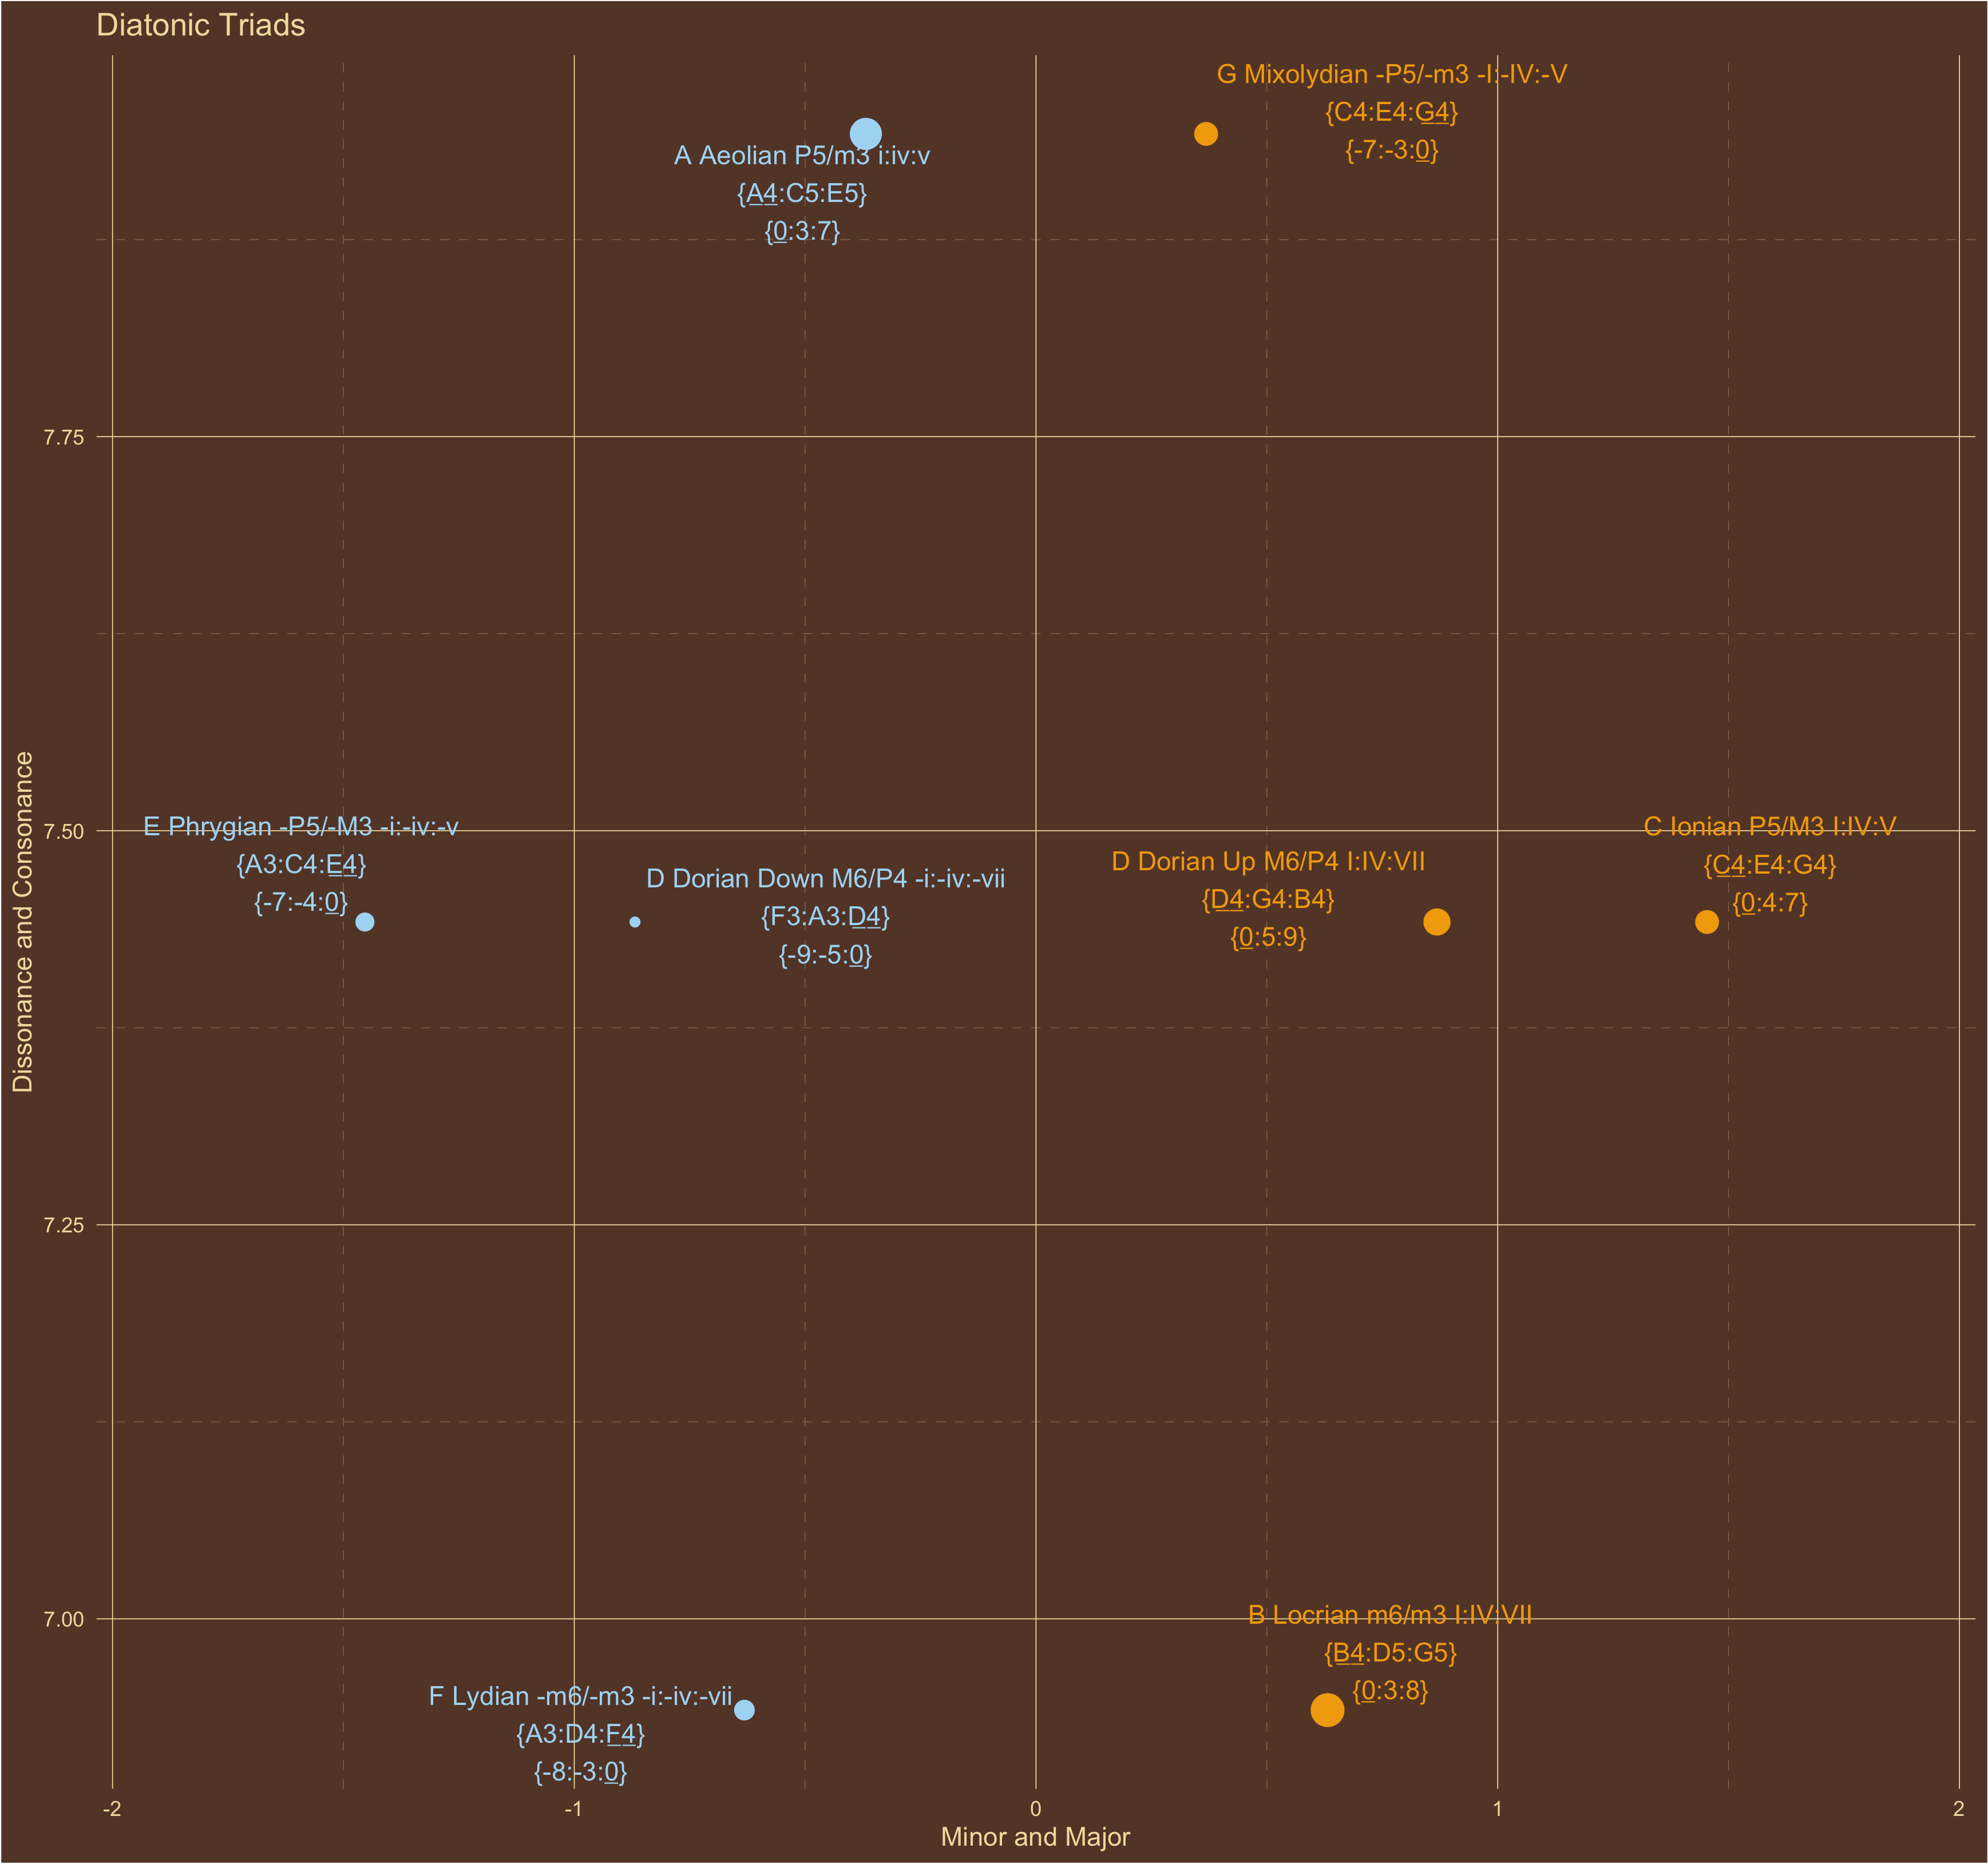 Diatonic Triads
G Mixolydian -P5/-m3 -I:-IV:-V
{C4:E4:G4}
{-7:-3:0}
A Aeolian P5/m3 i:iv:v
{A4:C5:E5}
{0:3:7}
7.75
E Phrygian -P5/-M3 -i:-iv:-v
{A3:C4:E4}
{-7:-4:0}
D Dorian Down M6/P4 -i:-iv:-vii
{F3:A3:D4}
{-9:-5:0}
D Dorian Up M6/P4 I:IV:VII
{D4:G4:B4}
{0:5:9}
C Ionian P5/M3 I:IV:V
{C4:E4:G4}
{0:4:7}
7.50
Dissonance and Consonance
7.25
7.00
B Locrian m6/m3 I:IV:VII
{B4:D5:G5}
{0:3:8}
F Lydian -m6/-m3 -i:-iv:-vii
{A3:D4:F4}
{-8:-3:0}
-2 -1 0 1 2
Minor and Major